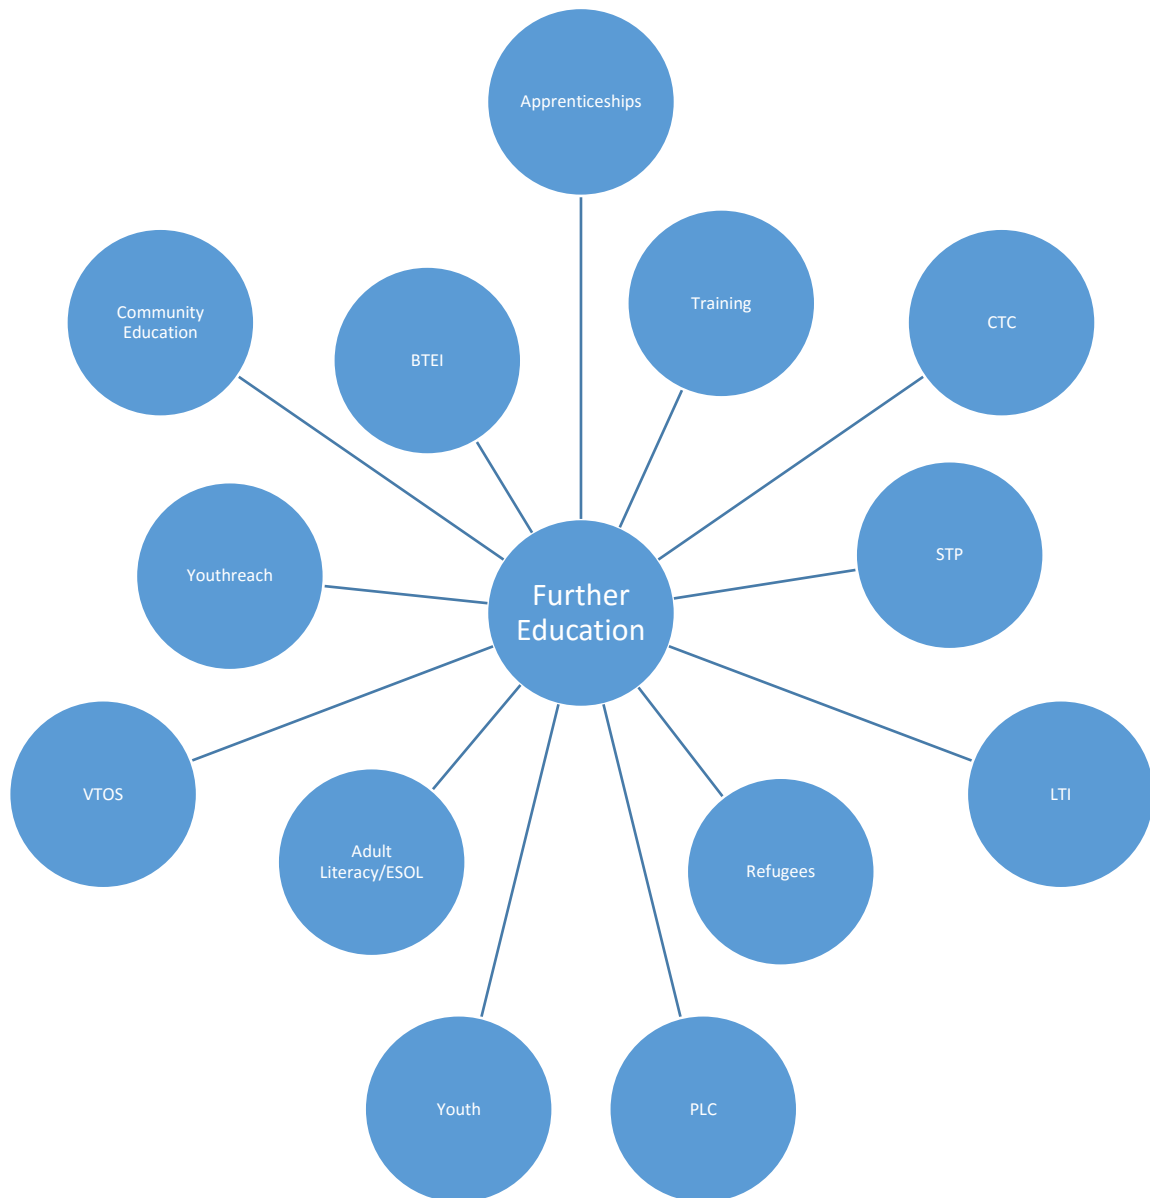 Apprenticeships
Training
Community
Education
CTC
BTEI
STP
Youthreach
Further
Education
VTOS
LTI
Adult
Literacy/ESOL
Refugees
Youth
PLC